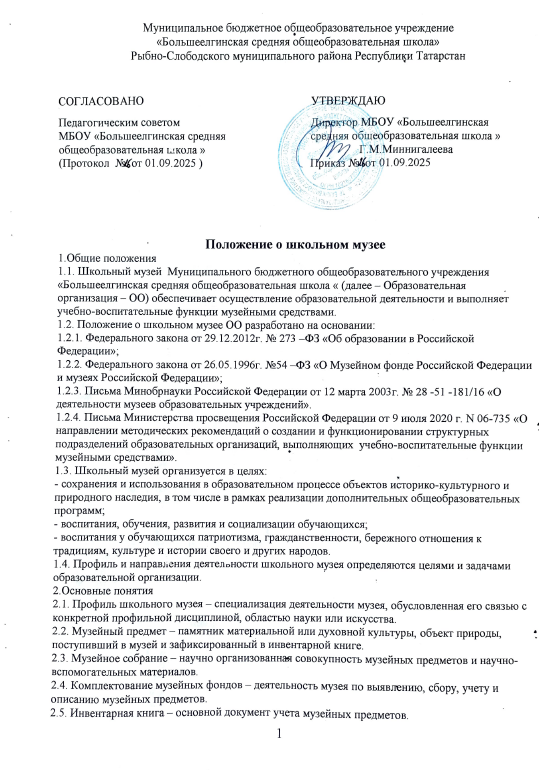 Муниципальное бюджетное общеобразовательное учреждение
«Большеелгинская средняя общеобразовательная школа»
Рыбно-Слободского муниципального района Республики Татарстан
СОГЛАСОВАНО
Педагогическим советом
МБОУ «Большеелгинская средняя
общеобразовательная школа »
(Протокол № от 01.09.2025 )
УТВЕРЖДАЮ
Директор МБОУ «Большеелгинская
средняя общеобразовательная школа »
Г.М.Миннигалеева
Приказ № от 01.09.2025
Положение о школьном музее
1.Общие положения
1.1. Школьный музей Муниципального бюджетного общеобразовательного учреждения
«Большеелгинская средняя общеобразовательная школа « (далее – Образовательная
организация – ОО) обеспечивает осуществление образовательной деятельности и выполняет
учебно-воспитательные функции музейными средствами.
1.2. Положение о школьном музее ОО разработано на основании:
1.2.1. Федерального закона от 29.12.2012г. № 273 –ФЗ «Об образовании в Российской
Федерации»;
1.2.2. Федерального закона от 26.05.1996г. №54 –ФЗ «О Музейном фонде Российской Федерации
и музеях Российской Федерации»;
1.2.3. Письма Минобрнауки Российской Федерации от 12 марта 2003г. № 28 -51 -181/16 «О
деятельности музеев образовательных учреждений».
1.2.4. Письма Министерства просвещения Российской Федерации от 9 июля 2020 г. N 06-735 «О
направлении методических рекомендаций о создании и функционировании структурных
подразделений образовательных организаций, выполняющих учебно-воспитательные функции
музейными средствами».
1.3. Школьный музей организуется в целях:
- сохранения и использования в образовательном процессе объектов историко-культурного и
природного наследия, в том числе в рамках реализации дополнительных общеобразовательных
программ;
- воспитания, обучения, развития и социализации обучающихся;
- воспитания у обучающихся патриотизма, гражданственности, бережного отношения к
традициям, культуре и истории своего и других народов.
1.4. Профиль и направления деятельности школьного музея определяются целями и задачами
образовательной организации.
2.Основные понятия
2.1. Профиль школьного музея – специализация деятельности музея, обусловленная его связью с
конкретной профильной дисциплиной, областью науки или искусства.
2.2. Музейный предмет – памятник материальной или духовной культуры, объект природы,
поступивший в музей и зафиксированный в инвентарной книге.
2.3. Музейное собрание – научно организованная совокупность музейных предметов и научно-
вспомогательных материалов.
2.4. Комплектование музейных фондов – деятельность музея по выявлению, сбору, учету и
описанию музейных предметов.
2.5. Инвентарная книга – основной документ учета музейных предметов.
1